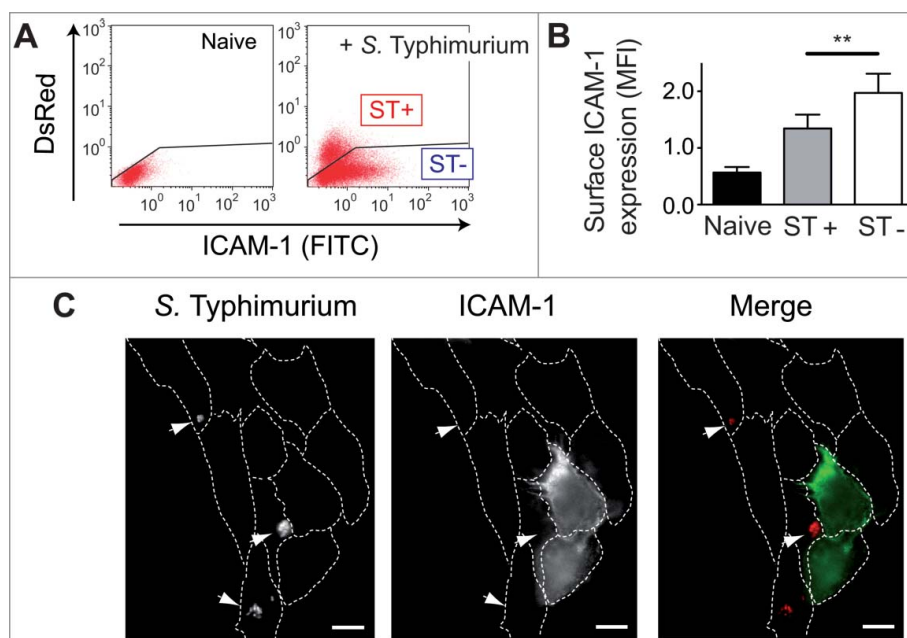 A
DsRed
Naive
10³
10²
10¹
10⁰
10⁰ 10¹ 10² 10³
+ S. Typhimurium
10³
10²
10¹
10⁰
ST+
ST-
10⁰ 10¹ 10² 10³
ICAM-1 (FITC)
B
Surface ICAM-1
expression (MFI)
2.0
1.0
0.0
**
Naive ST + ST -
C
S. Typhimurium
ICAM-1
Merge